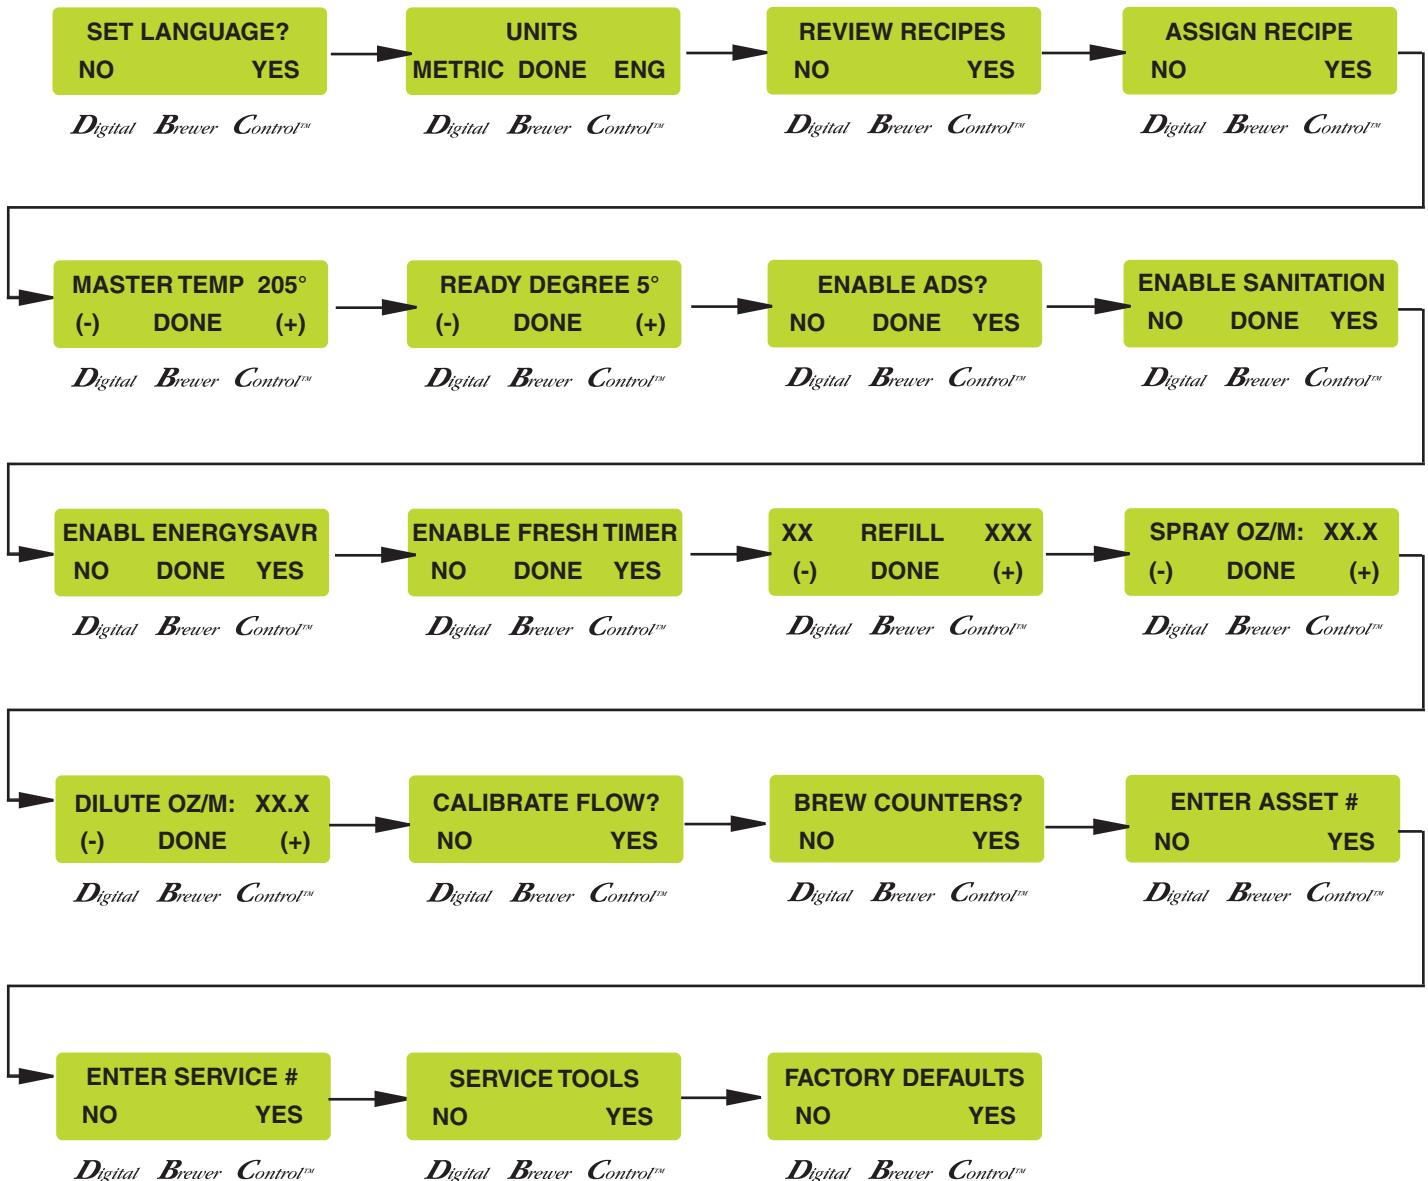 SET LANGUAGE?
NO YES
Digital Brewer Control™
UNITS
METRIC DONE ENG
Digital Brewer Control™
REVIEW RECIPES
NO YES
Digital Brewer Control™
ASSIGN RECIPE
NO YES
Digital Brewer Control™
MASTER TEMP 205°
(-) DONE (+)
Digital Brewer Control™
READY DEGREE 5°
(-) DONE (+)
Digital Brewer Control™
ENABLE ADS?
NO DONE YES
Digital Brewer Control™
ENABLE SANITATION
NO DONE YES
Digital Brewer Control™
ENABL ENERGYSAVR
NO DONE YES
Digital Brewer Control™
ENABLE FRESH TIMER
NO DONE YES
Digital Brewer Control™
XX REFILL XXX
(-) DONE (+)
Digital Brewer Control™
SPRAY OZ/M: XX.X
(-) DONE (+)
Digital Brewer Control™
DILUTE OZ/M: XX.X
(-) DONE (+)
Digital Brewer Control™
CALIBRATE FLOW?
NO YES
Digital Brewer Control™
BREW COUNTERS?
NO YES
Digital Brewer Control™
ENTER ASSET #
NO YES
Digital Brewer Control™
ENTER SERVICE #
NO YES
Digital Brewer Control™
SERVICE TOOLS
NO YES
Digital Brewer Control™
FACTORY DEFAULTS
NO YES
Digital Brewer Control™